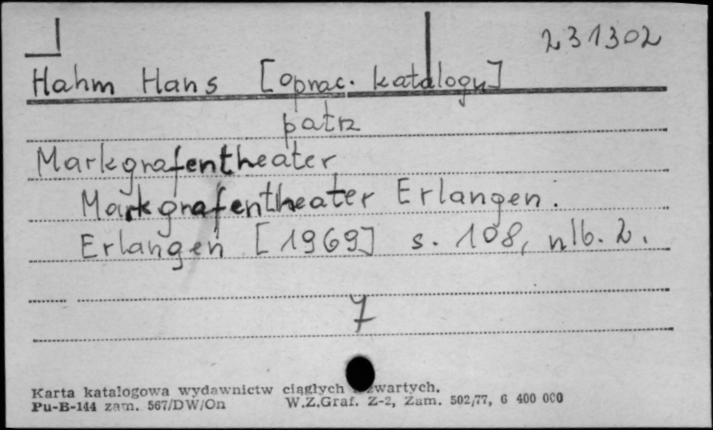 231302
Hahm Hans [oprac. katalogu]
patrz
Markgrafentheater
Markgrafentheater Erlangen.
Erlangen [1969] s. 108, nlb. 2.
7
Karta katalogowa wydawnictw ciągłych zwartych.
Pu-B-144 zam. 567/DW/On W.Z.Graf. Z-2, Zam. 502/77, 6 400 000